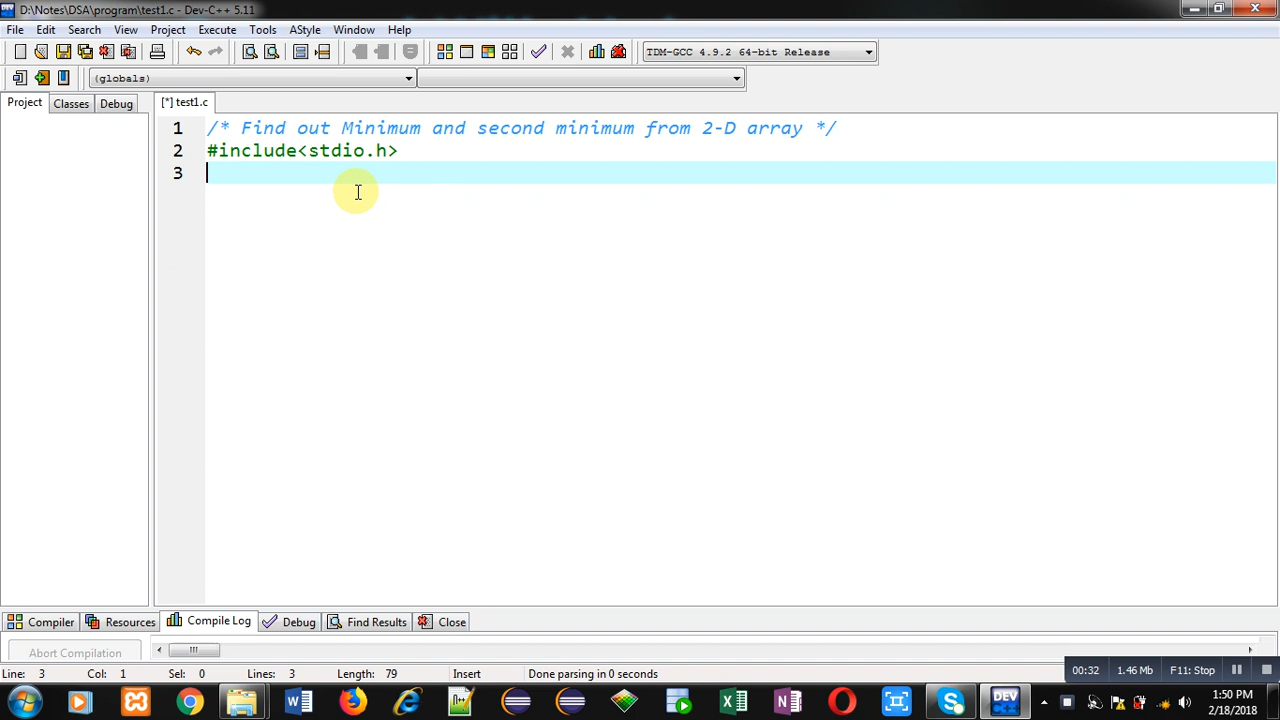 D:\Notes\DSA\program\test1.c - Dev-C++ 5.11
File Edit Search View Project Execute Tools AStyle Window Help
TDM-GCC 4.9.2 64-bit Release
(globals)
Project Classes Debug [*] test1.c
1 /* Find out Minimum and second minimum from 2-D array */
2 #include<stdio.h>
3
Compiler Resources Compile Log Debug Find Results Close
Abort Compilation
Line: 3 Col: 1 Sel: 0 Lines: 3 Length: 79 Insert Done parsing in 0 seconds
00:32 1.46 Mb F11: Stop
DEV
1:50 PM
2/18/2018